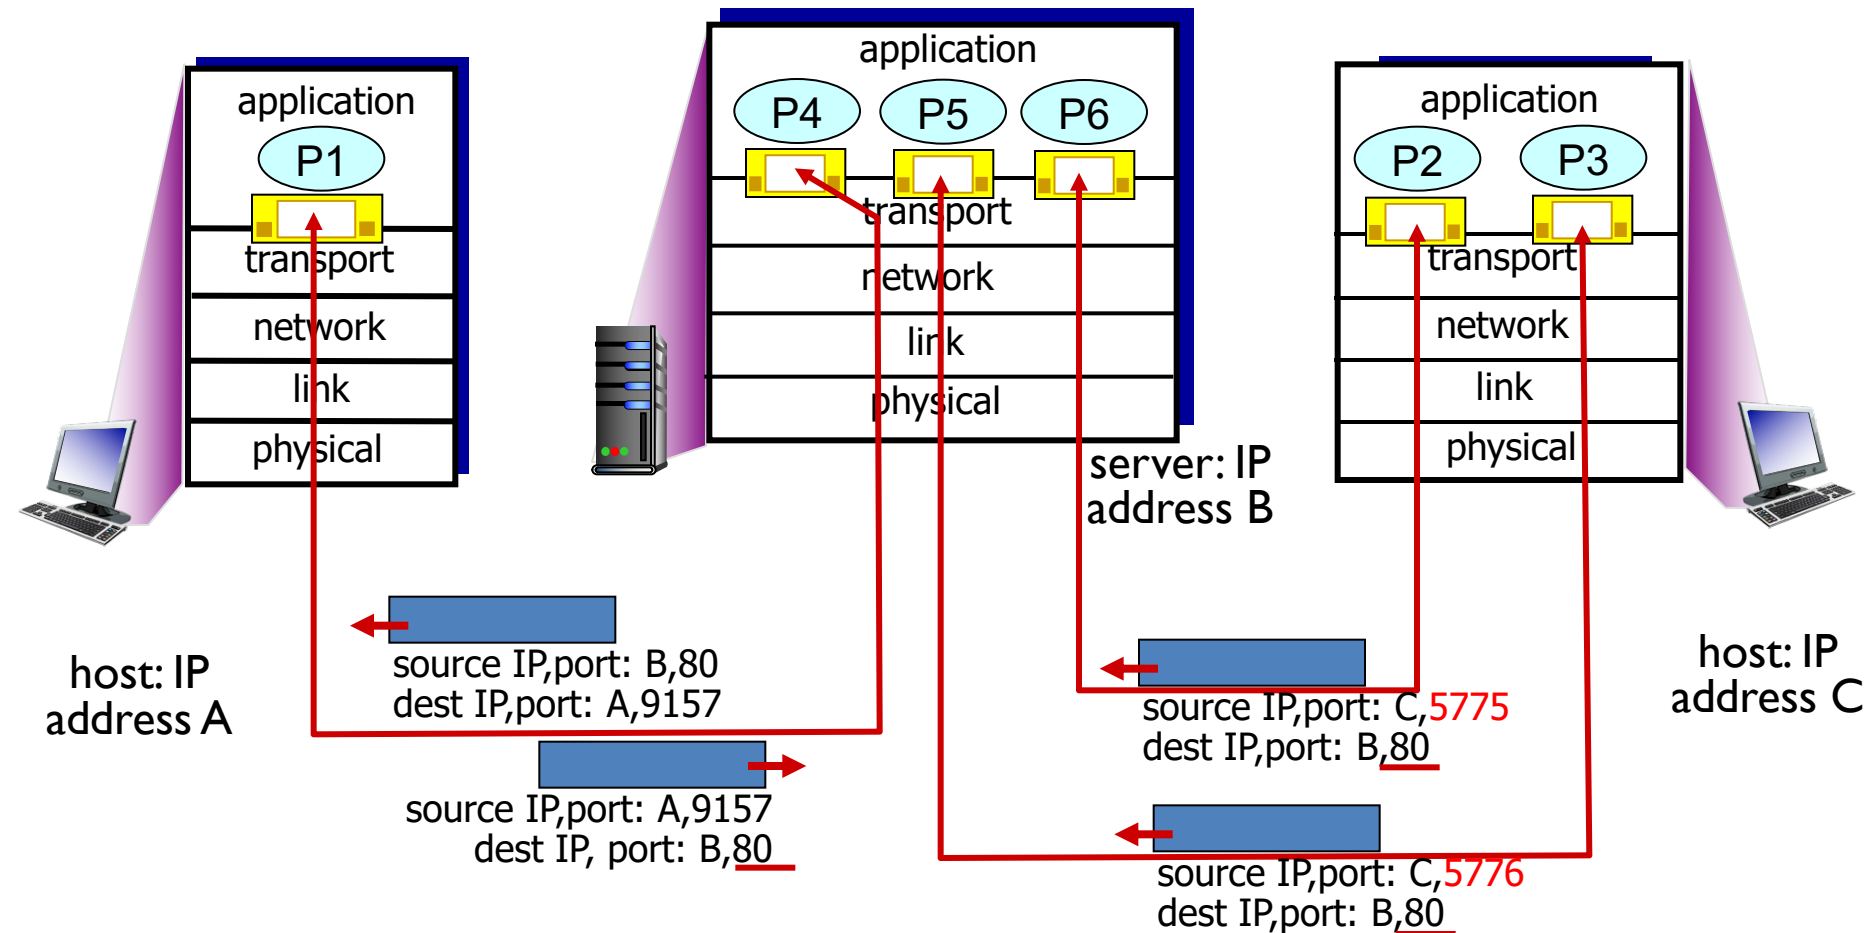 application
P1
transport
network
link
physical
host: IP
address A
application
P4
P5
P6
transport
network
link
physical
server: IP
address B
application
P2
P3
transport
network
link
physical
host: IP
address C
source IP,port: B,80
dest IP,port: A,9157
source IP,port: A,9157
dest IP, port: B,80
source IP,port: C,5775
dest IP,port: B,80
source IP,port: C,5776
dest IP,port: B,80